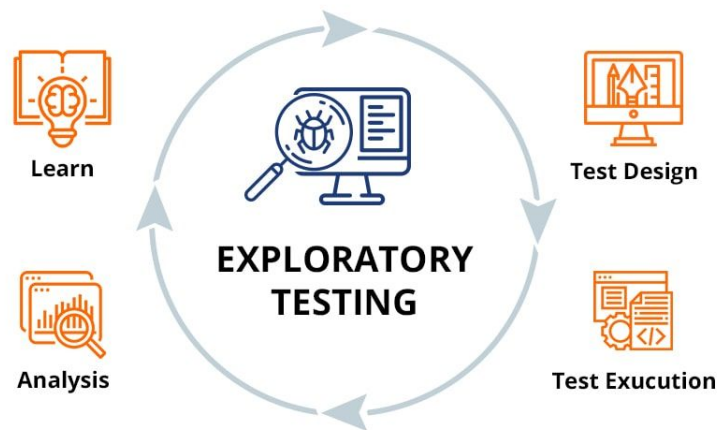 Learn
Test Design
EXPLORATORY
TESTING
Analysis
Test Exucution